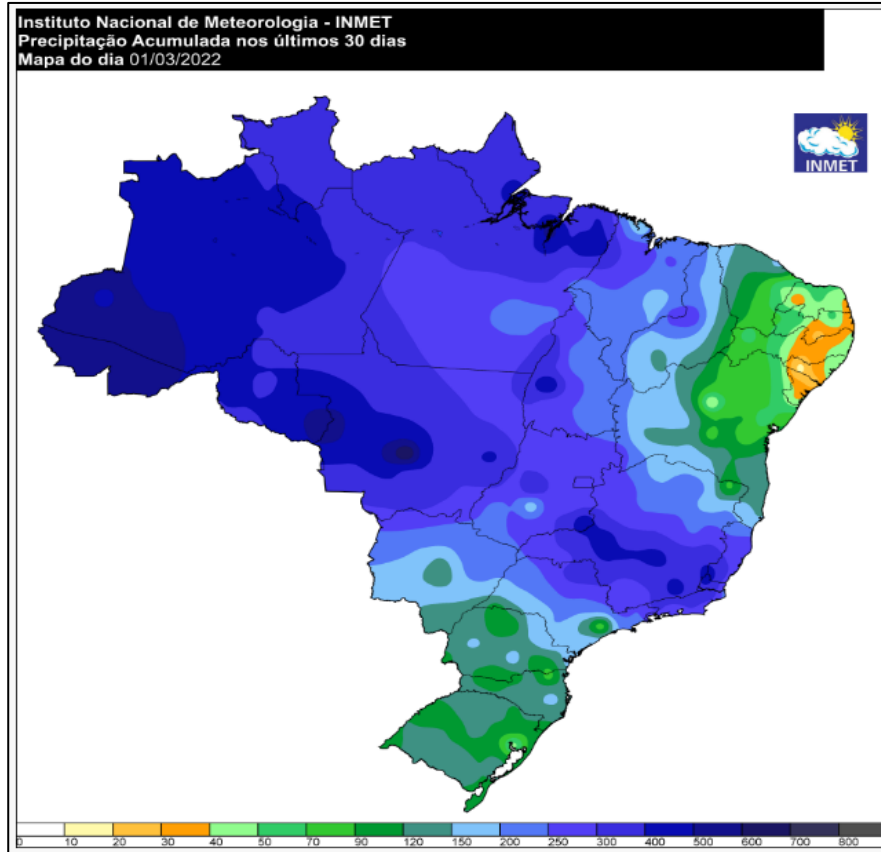 Instituto Nacional de Meteorologia - INMET
Precipitação Acumulada nos últimos 30 dias
Mapa do dia 01/03/2022
INMET
0 10 20 30 40 50 70 90 120 150 200 250 300 400 500 600 700 800